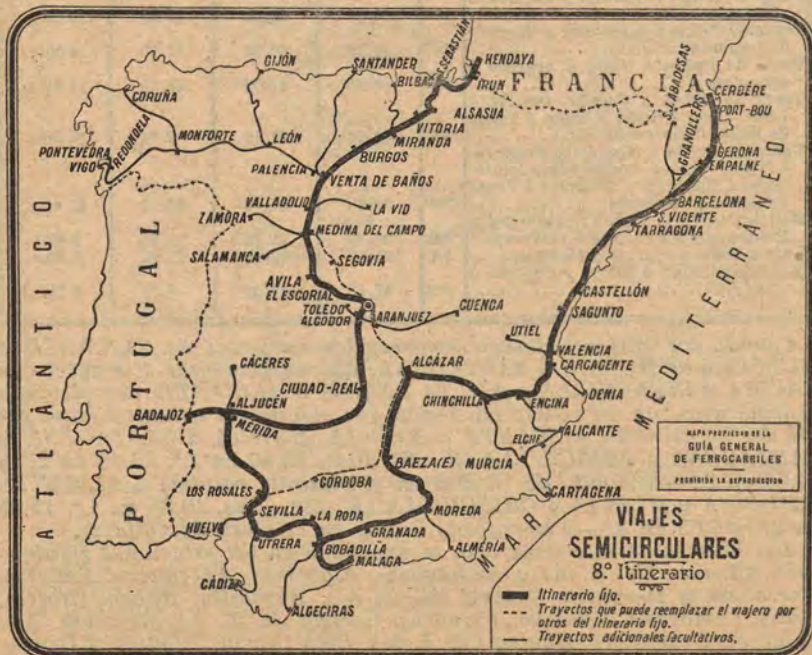 GIJÓN
SANTANDER
SEBASTIÁN
HENDAYA
BILBAO
IRUN
FRANCIA
CORUÑA
S.J. ABADESAS
CERBÉRE
PORT-BOU
ALSASUA
VITORIA
MIRANDA
GRANOLLERS
REDONDELA
MONFORTE
LEÓN
BURGOS
GERONA
EMPALME
PONTEVEDRA
VIGO
PALENCIA
VENTA DE BAÑOS
BARCELONA
VALLADOLID
LA VID
S. VICENTE
TARRAGONA
ZAMORA
MEDINA DEL CAMPO
SALAMANCA
SEGOVIA
AVILA
EL ESCORIAL
CASTELLÓN
TOLEDO
ARANJUEZ
CUENCA
SAGUNTO
ALGODOR
UTIEL
VALENCIA
CARCAGENTE
CÁCERES
ALCÁZAR
CIUDAD-REAL
CHINCHILLA
ENCINA
DENIA
ALJUCÉN
BADAJOZ
MÉRIDA
ALICANTE
ELCHE
BAEZA(E)
MURCIA
CÓRDOBA
CARTAGENA
LOS ROSALES
SEVILLA
LA RODA
MOREDA
HUELVA
UTRERA
GRANADA
BOBADILLA
MALAGA
ALMERÍA
CÁDIZ
ALGECIRAS
ATLÁNTICO
PORTUGAL
MAR
MEDITERRÁNEO
MAPA PROPIEDAD DE LA
GUÍA GENERAL
DE FERROCARRILES
PROHIBIDA LA REPRODUCCION
VIAJES
SEMICIRCULARES
8.º Itinerario
Itinerario fijo.
Trayectos que puede reemplazar el viajero por
otros del Itinerario fijo.
Trayectos adicionales facultativos.